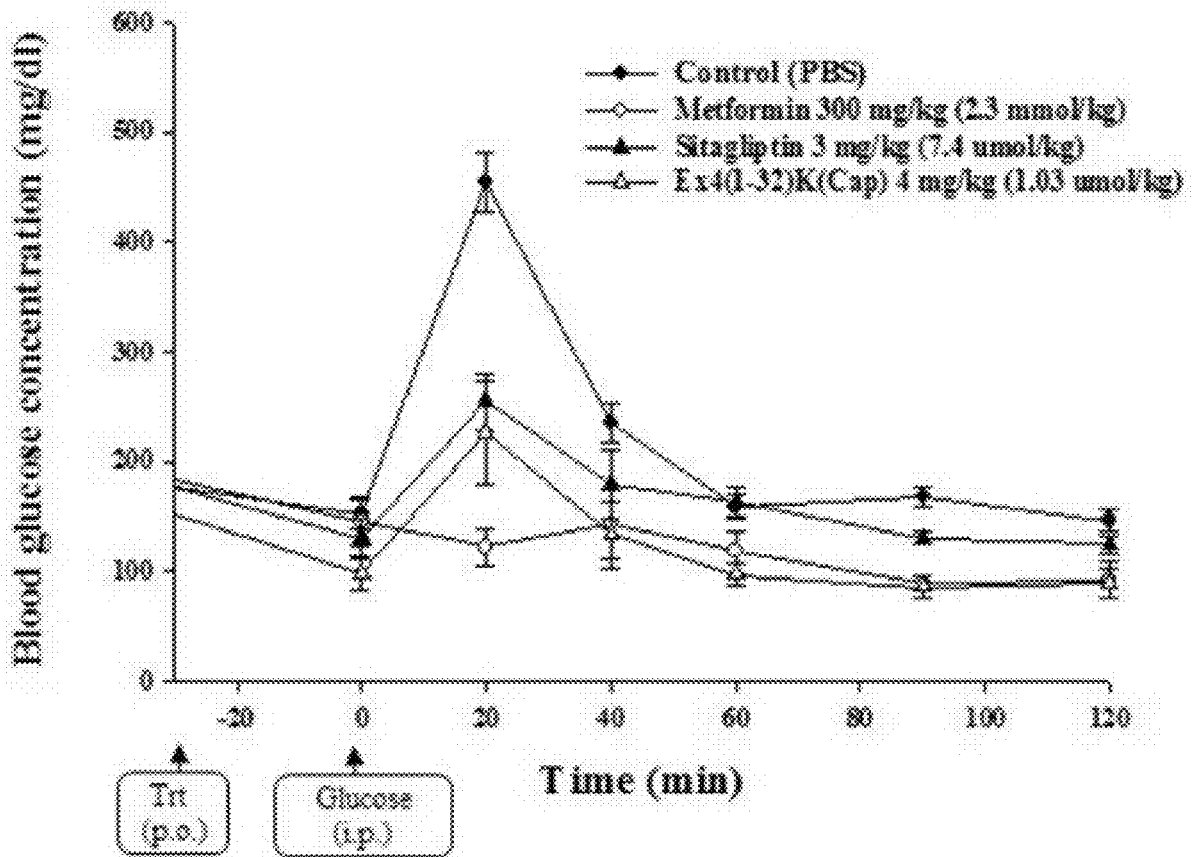 600
500
400
300
200
100
0
Blood glucose concentration (mg/dl)
Control (PBS)
Metformin 300 mg/kg (2.3 mmol/kg)
Sitagliptin 3 mg/kg (7.4 umol/kg)
Ex4(1-32)K(Cap) 4 mg/kg (1.03 umol/kg)
-20 0 20 40 60 80 100 120
Time (min)
Trt
(p.o.)
Glucose
(i.p.)